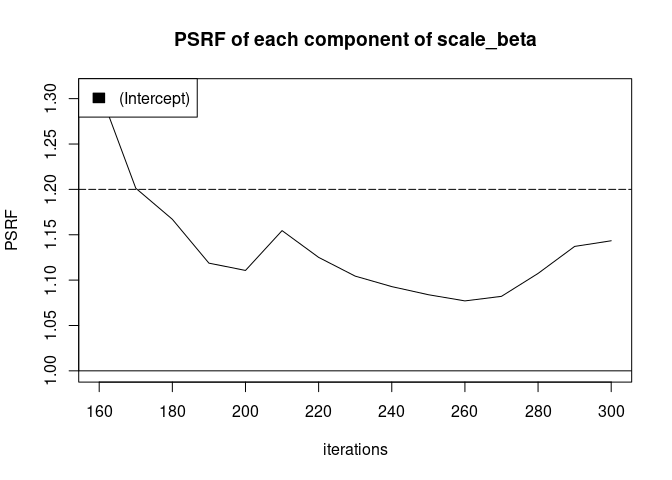 PSRF of each component of scale_beta
(Intercept)
PSRF
1.30
1.25
1.20
1.15
1.10
1.05
1.00
160 180 200 220 240 260 280 300
iterations